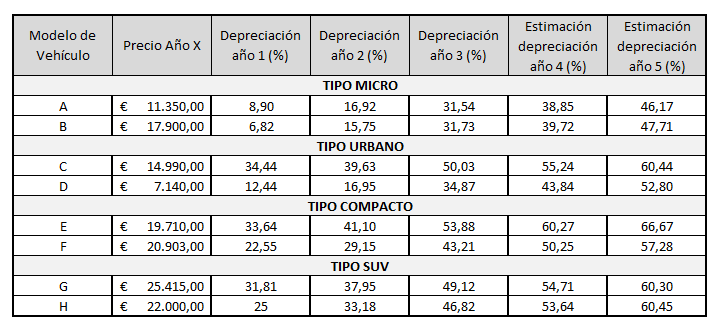 Modelo de Vehículo | Precio Año X | Depreciación año 1 (%) | Depreciación año 2 (%) | Depreciación año 3 (%) | Estimación depreciación año 4 (%) | Estimación depreciación año 5 (%)
TIPO MICRO
A | € 11.350,00 | 8,90 | 16,92 | 31,54 | 38,85 | 46,17
B | € 17.900,00 | 6,82 | 15,75 | 31,73 | 39,72 | 47,71
TIPO URBANO
C | € 14.990,00 | 34,44 | 39,63 | 50,03 | 55,24 | 60,44
D | € 7.140,00 | 12,44 | 16,95 | 34,87 | 43,84 | 52,80
TIPO COMPACTO
E | € 19.710,00 | 33,64 | 41,10 | 53,88 | 60,27 | 66,67
F | € 20.903,00 | 22,55 | 29,15 | 43,21 | 50,25 | 57,28
TIPO SUV
G | € 25.415,00 | 31,81 | 37,95 | 49,12 | 54,71 | 60,30
H | € 22.000,00 | 25 | 33,18 | 46,82 | 53,64 | 60,45